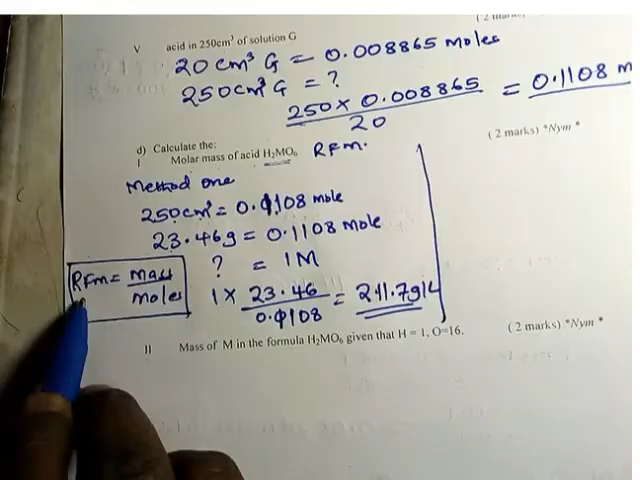 (2 marks)
V acid in 250cm³ of solution G
20 cm³ G = 0.008865 moles
250cm³ G = ?
250 x 0.008865 = 0.1108 m
20
(2 marks) *Nym *
d) Calculate the:
I Molar mass of acid H₂MO₆ RFM.
Method one
250cm³ = 0.1108 mole
23.46g = 0.1108 mole
? = 1M
RFM = mass
moles
1 x 23.46 = 211.7g/L
0.1108
II Mass of M in the formula H₂MO₆ given that H = 1, O=16. (2 marks) *Nym *